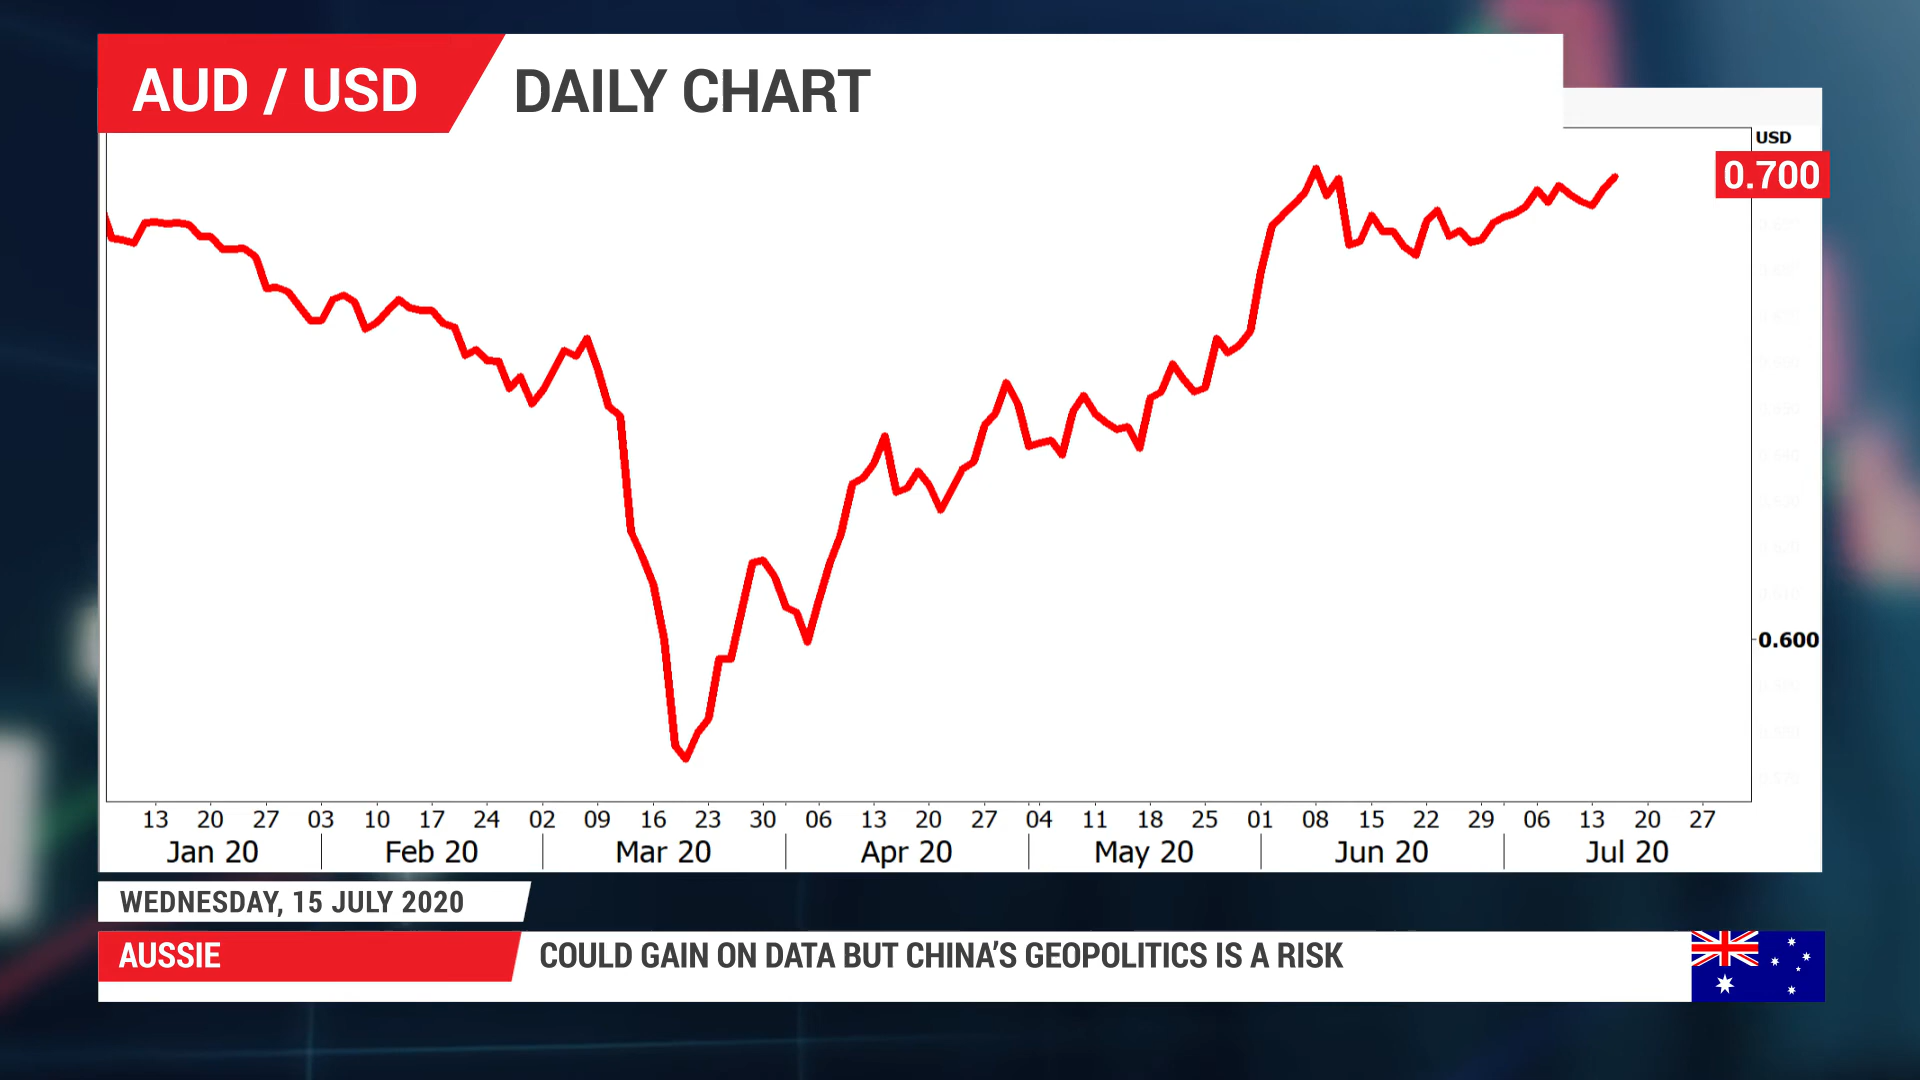 AUD / USD
DAILY CHART
USD
0.700
0.600
13 20 27 03 10 17 24 02 09 16 23 30 06 13 20 27 04 11 18 25 01 08 15 22 29 06 13 20 27
Jan 20 Feb 20 Mar 20 Apr 20 May 20 Jun 20 Jul 20
WEDNESDAY, 15 JULY 2020
AUSSIE
COULD GAIN ON DATA BUT CHINA'S GEOPOLITICS IS A RISK